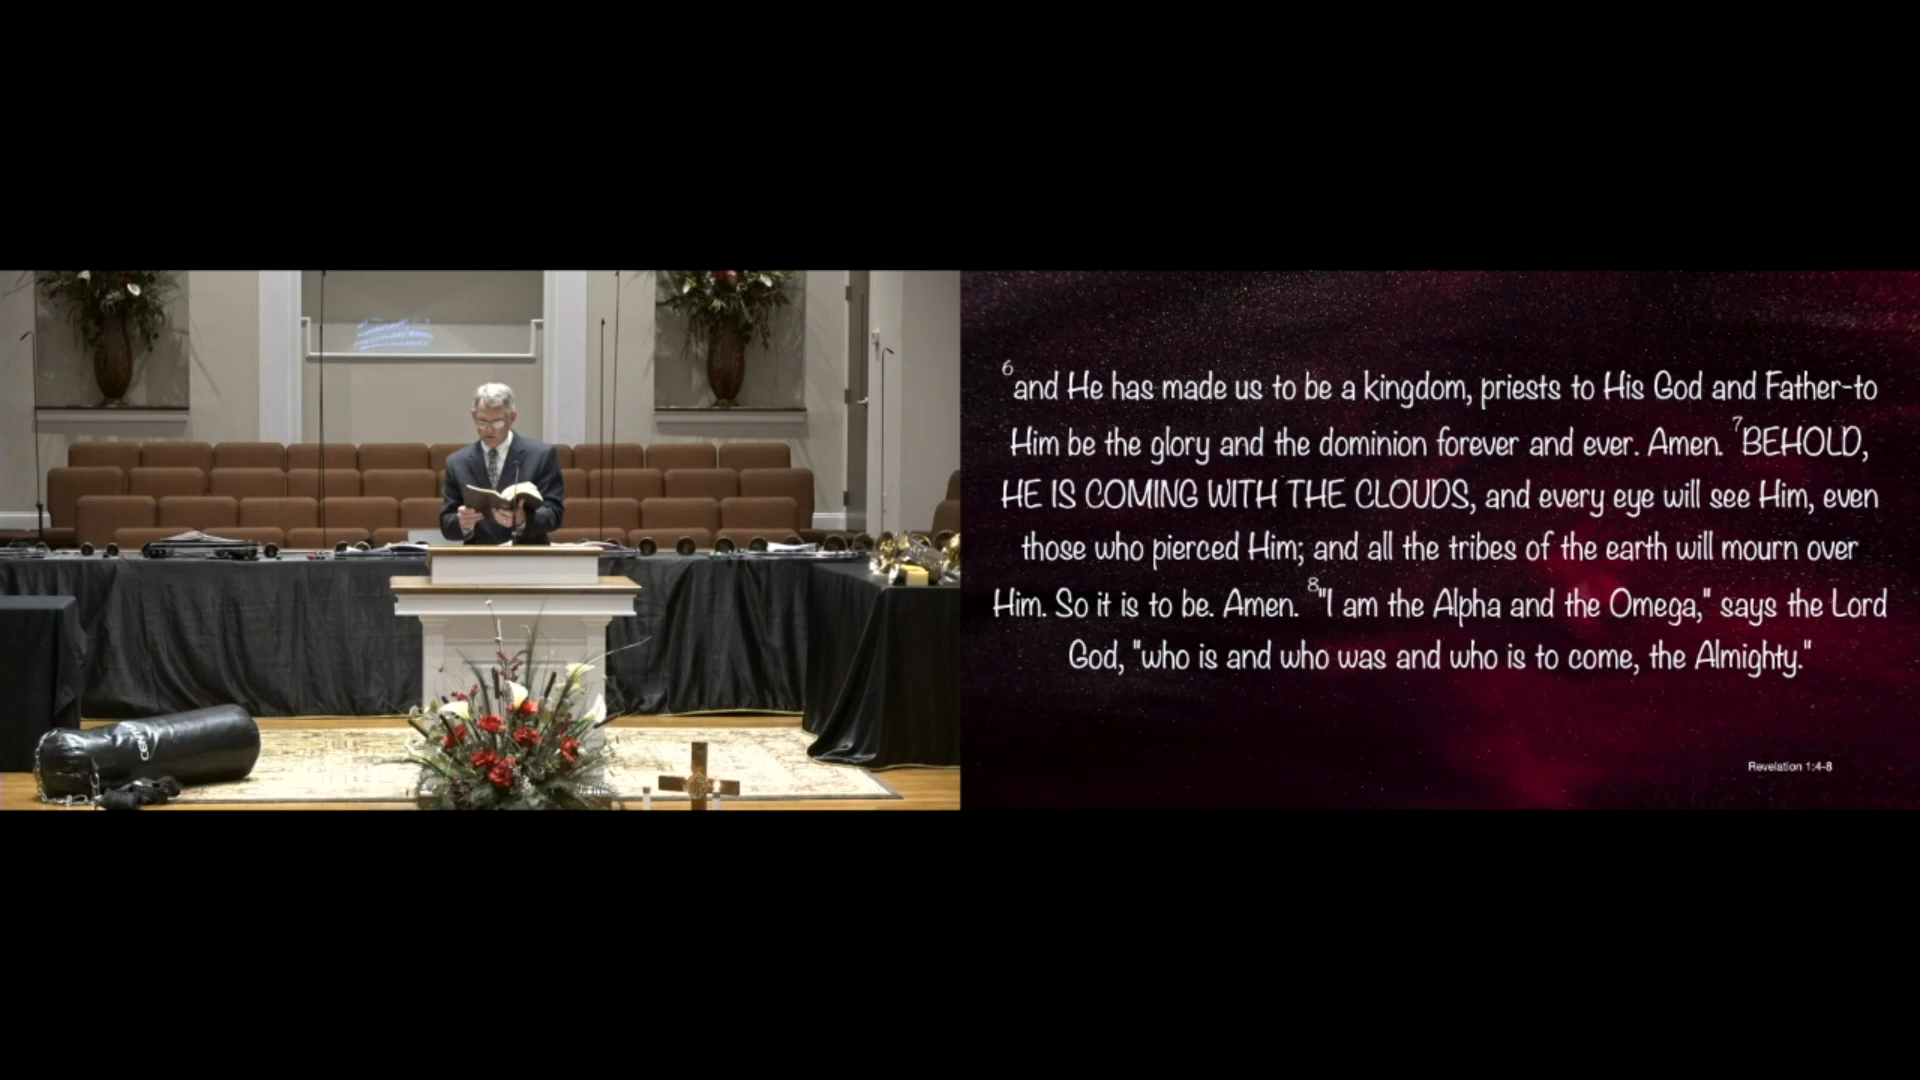 ⁶and He has made us to be a kingdom, priests to His God and Father-to
Him be the glory and the dominion forever and ever. Amen. ⁷BEHOLD,
HE IS COMING WITH THE CLOUDS, and every eye will see Him, even
those who pierced Him; and all the tribes of the earth will mourn over
Him. So it is to be. Amen. ⁸"I am the Alpha and the Omega," says the Lord
God, "who is and who was and who is to come, the Almighty."
Revelation 1:4-8